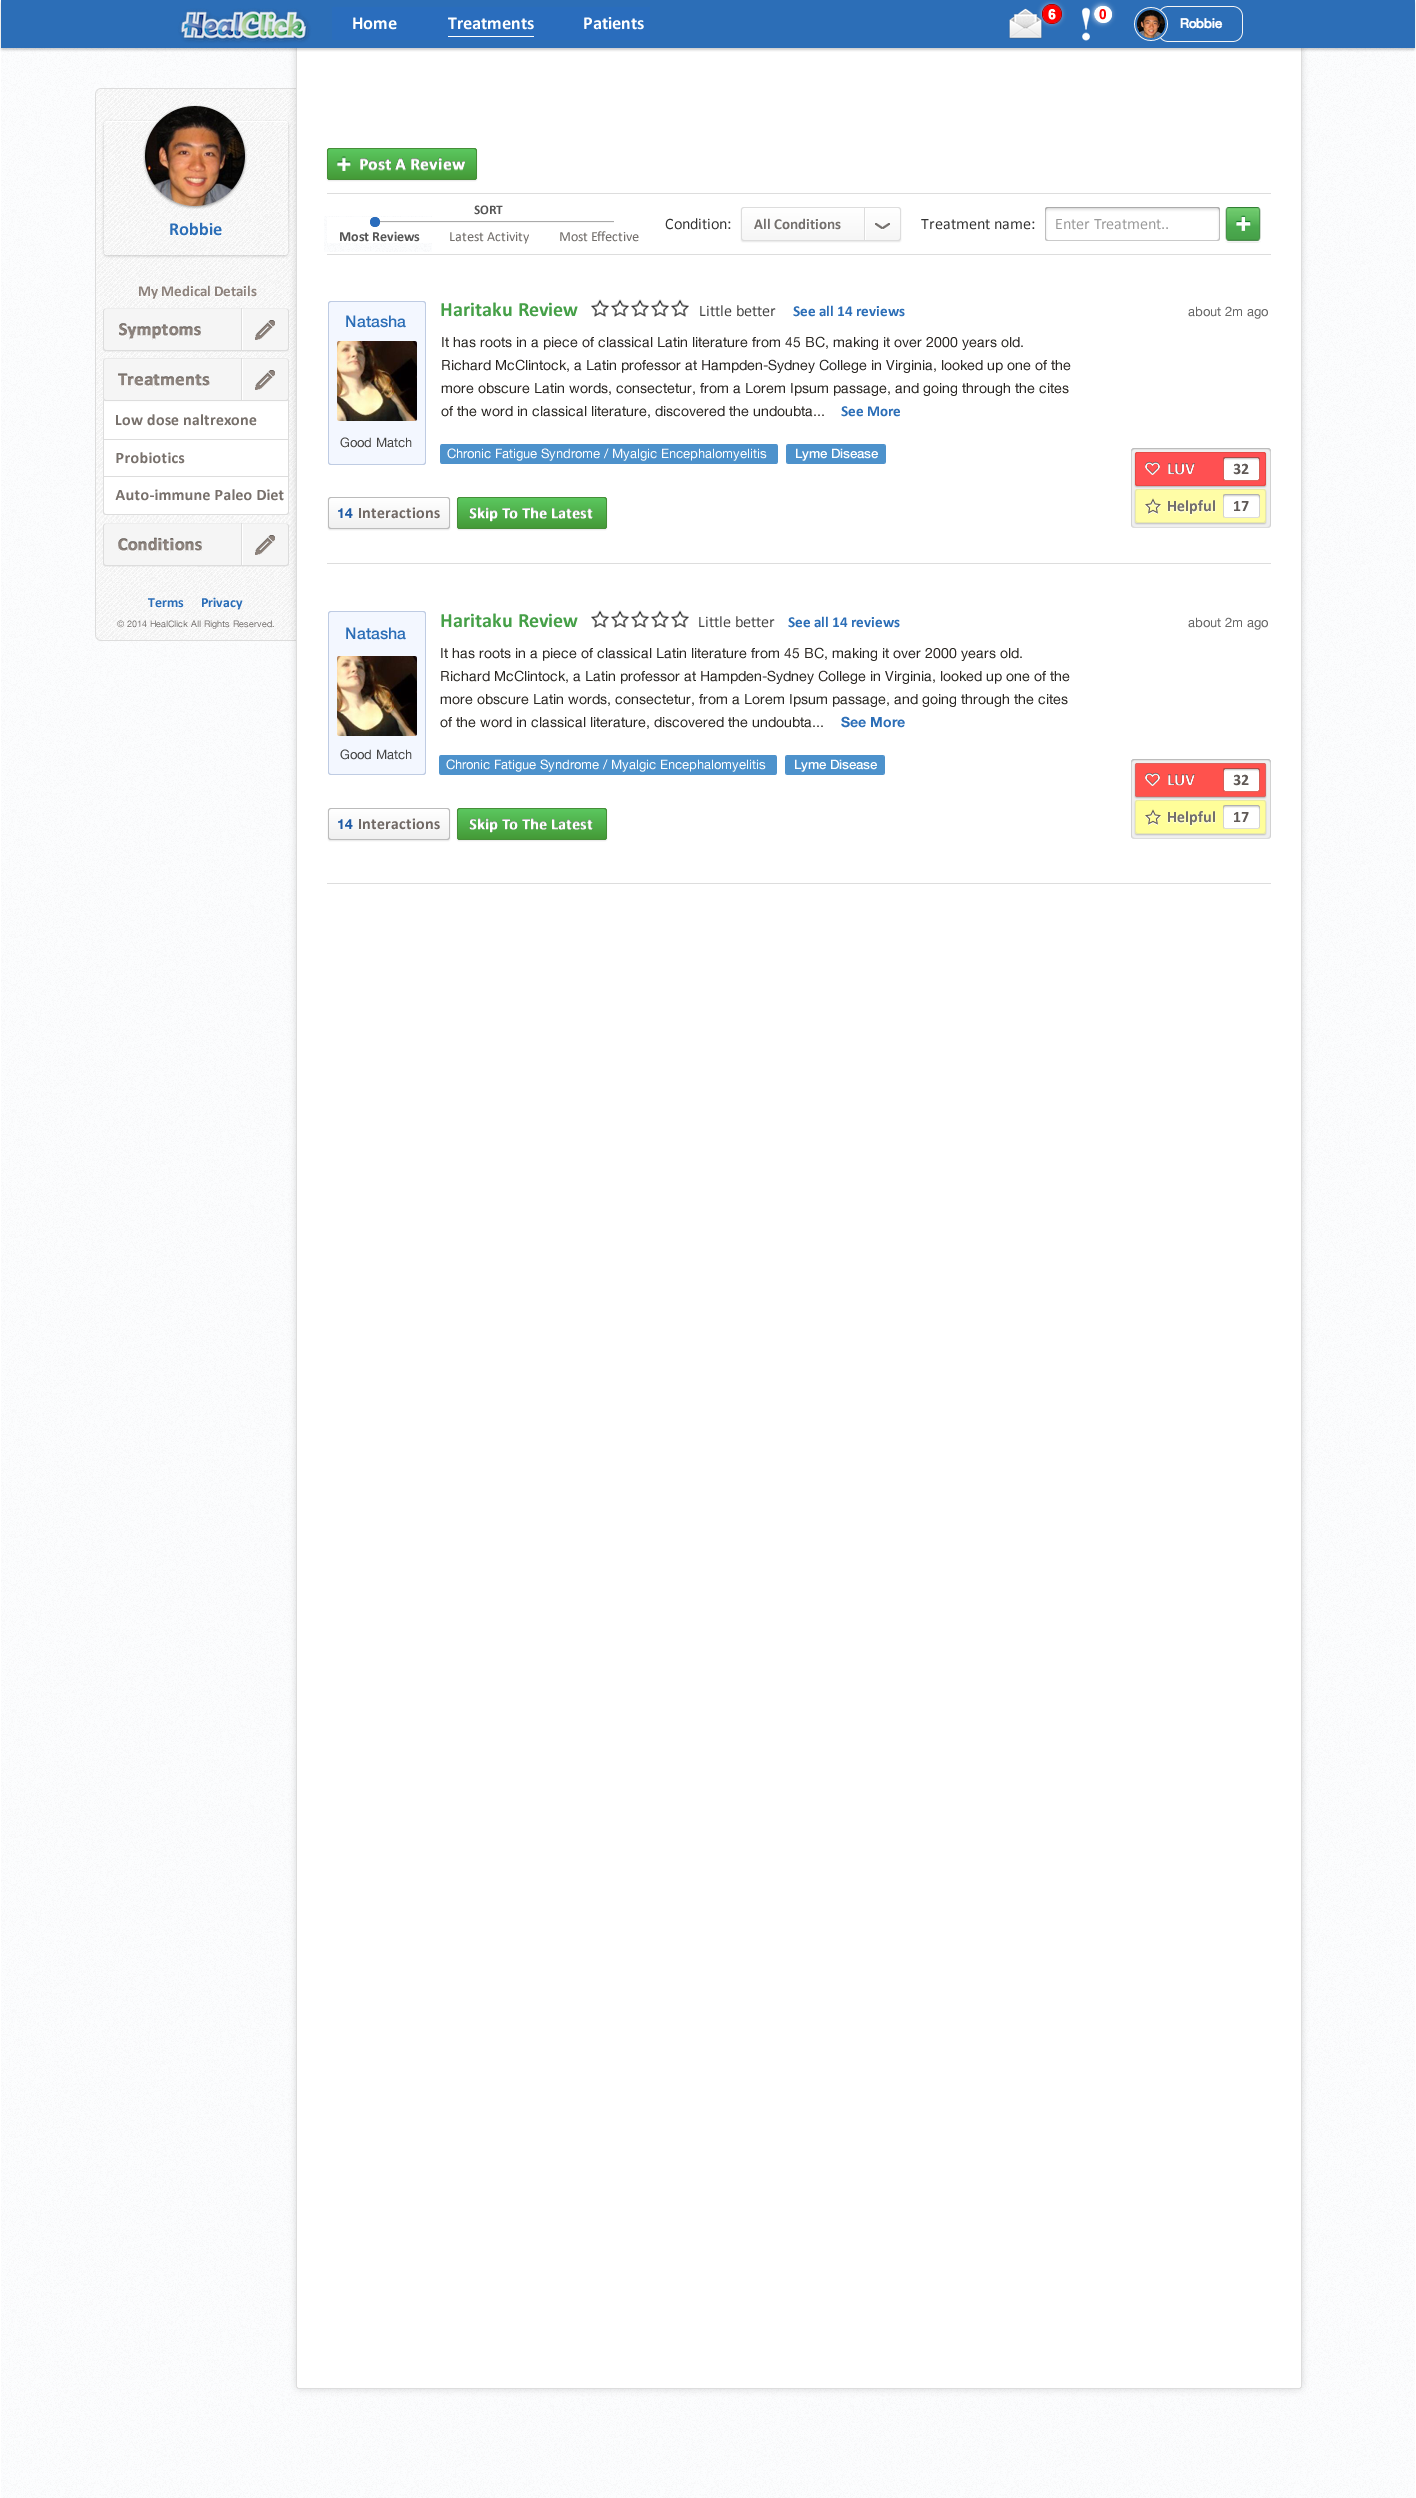 HealClick Home Treatments Patients 6 0 Robbie
Robbie
My Medical Details
Symptoms
Treatments
Low dose naltrexone
Probiotics
Auto-immune Paleo Diet
Conditions
Terms Privacy
© 2014 HealClick All Rights Reserved.
Post A Review
SORT
Most Reviews Latest Activity Most Effective
Condition: All Conditions Treatment name: Enter Treatment..
Natasha
Good Match
Haritaku Review Little better See all 14 reviews about 2m ago
It has roots in a piece of classical Latin literature from 45 BC, making it over 2000 years old.
Richard McClintock, a Latin professor at Hampden-Sydney College in Virginia, looked up one of the
more obscure Latin words, consectetur, from a Lorem Ipsum passage, and going through the cites
of the word in classical literature, discovered the undoubta... See More
Chronic Fatigue Syndrome / Myalgic Encephalomyelitis Lyme Disease
LUV 32
Helpful 17
14 Interactions Skip To The Latest
Natasha
Good Match
Haritaku Review Little better See all 14 reviews about 2m ago
It has roots in a piece of classical Latin literature from 45 BC, making it over 2000 years old.
Richard McClintock, a Latin professor at Hampden-Sydney College in Virginia, looked up one of the
more obscure Latin words, consectetur, from a Lorem Ipsum passage, and going through the cites
of the word in classical literature, discovered the undoubta... See More
Chronic Fatigue Syndrome / Myalgic Encephalomyelitis Lyme Disease
LUV 32
Helpful 17
14 Interactions Skip To The Latest